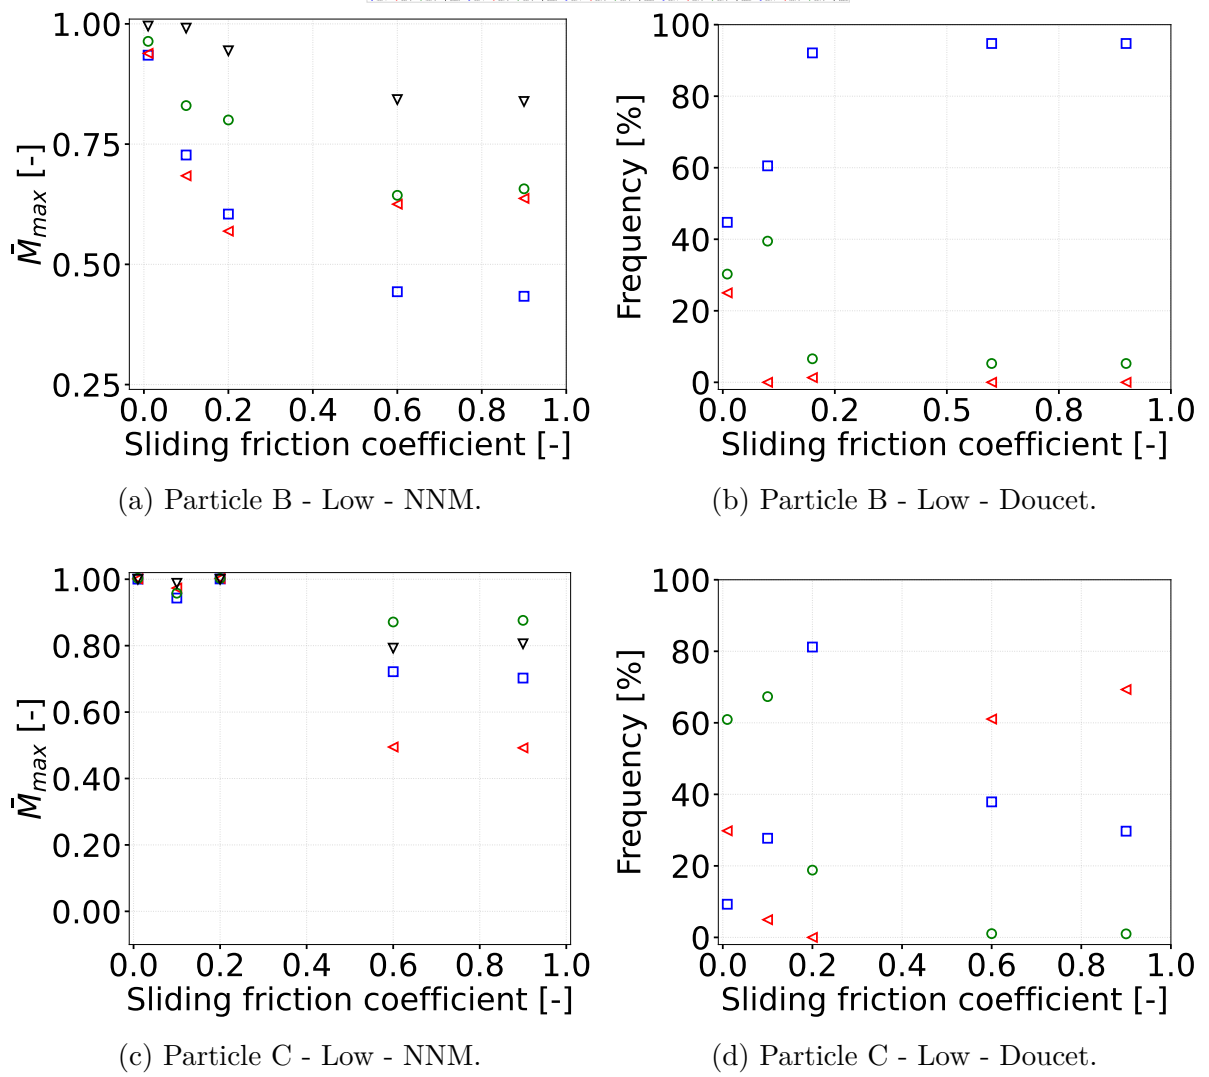 1.00
0.75
0.50
0.25
M̄max [-]
0.0 0.2 0.4 0.6 0.8 1.0
Sliding friction coefficient [-]
(a) Particle B - Low - NNM.
100
80
60
40
20
0
Frequency [%]
0.0 0.2 0.5 0.8 1.0
Sliding friction coefficient [-]
(b) Particle B - Low - Doucet.
1.00
0.80
0.60
0.40
0.20
0.00
M̄max [-]
0.0 0.2 0.4 0.6 0.8 1.0
Sliding friction coefficient [-]
(c) Particle C - Low - NNM.
100
80
60
40
20
0
Frequency [%]
0.0 0.2 0.4 0.6 0.8 1.0
Sliding friction coefficient [-]
(d) Particle C - Low - Doucet.